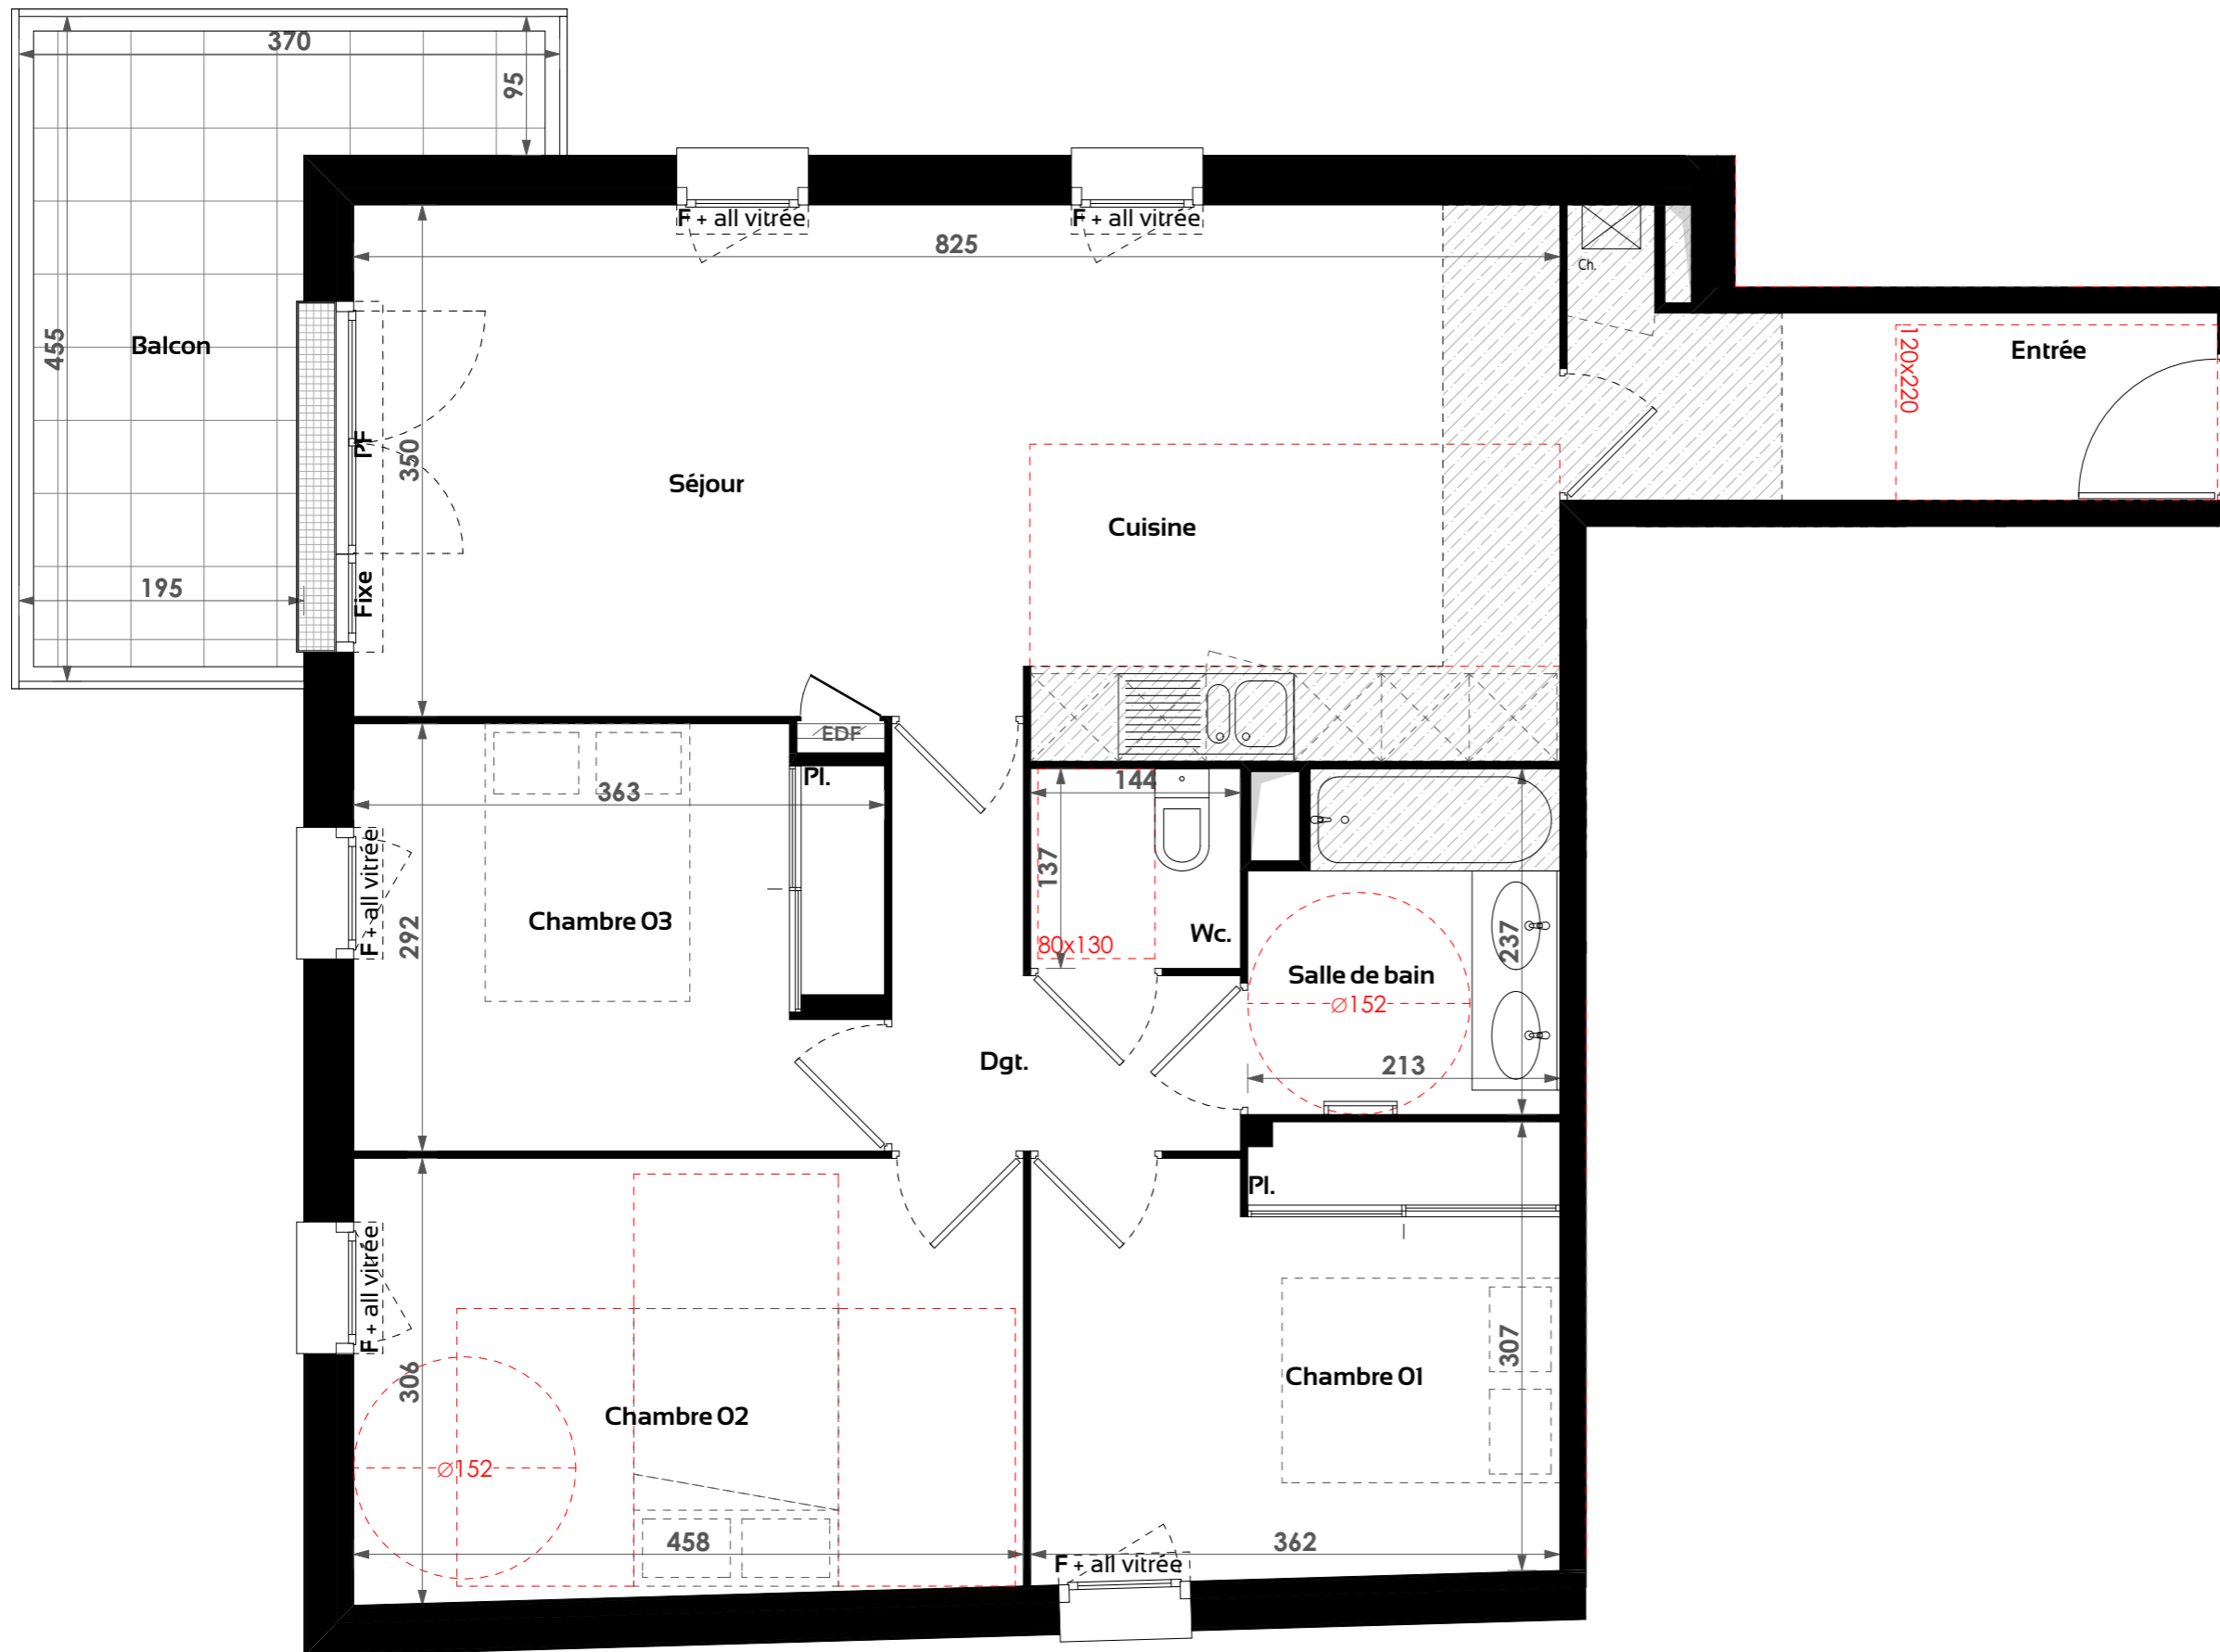 370
95
F + all vitrée
F + all vitrée
825
Ch.
120x220
Entrée
455
Balcon
PF
350
Séjour
Cuisine
Fixe
195
EDF
Pl.
363
144
137
F + all vitrée
292
Chambre 03
80x130
Wc.
237
Salle de bain
⌀152
Dgt.
213
Pl.
F + all vitrée
306
307
Chambre 01
Chambre 02
⌀152
458
362
F + all vitrée